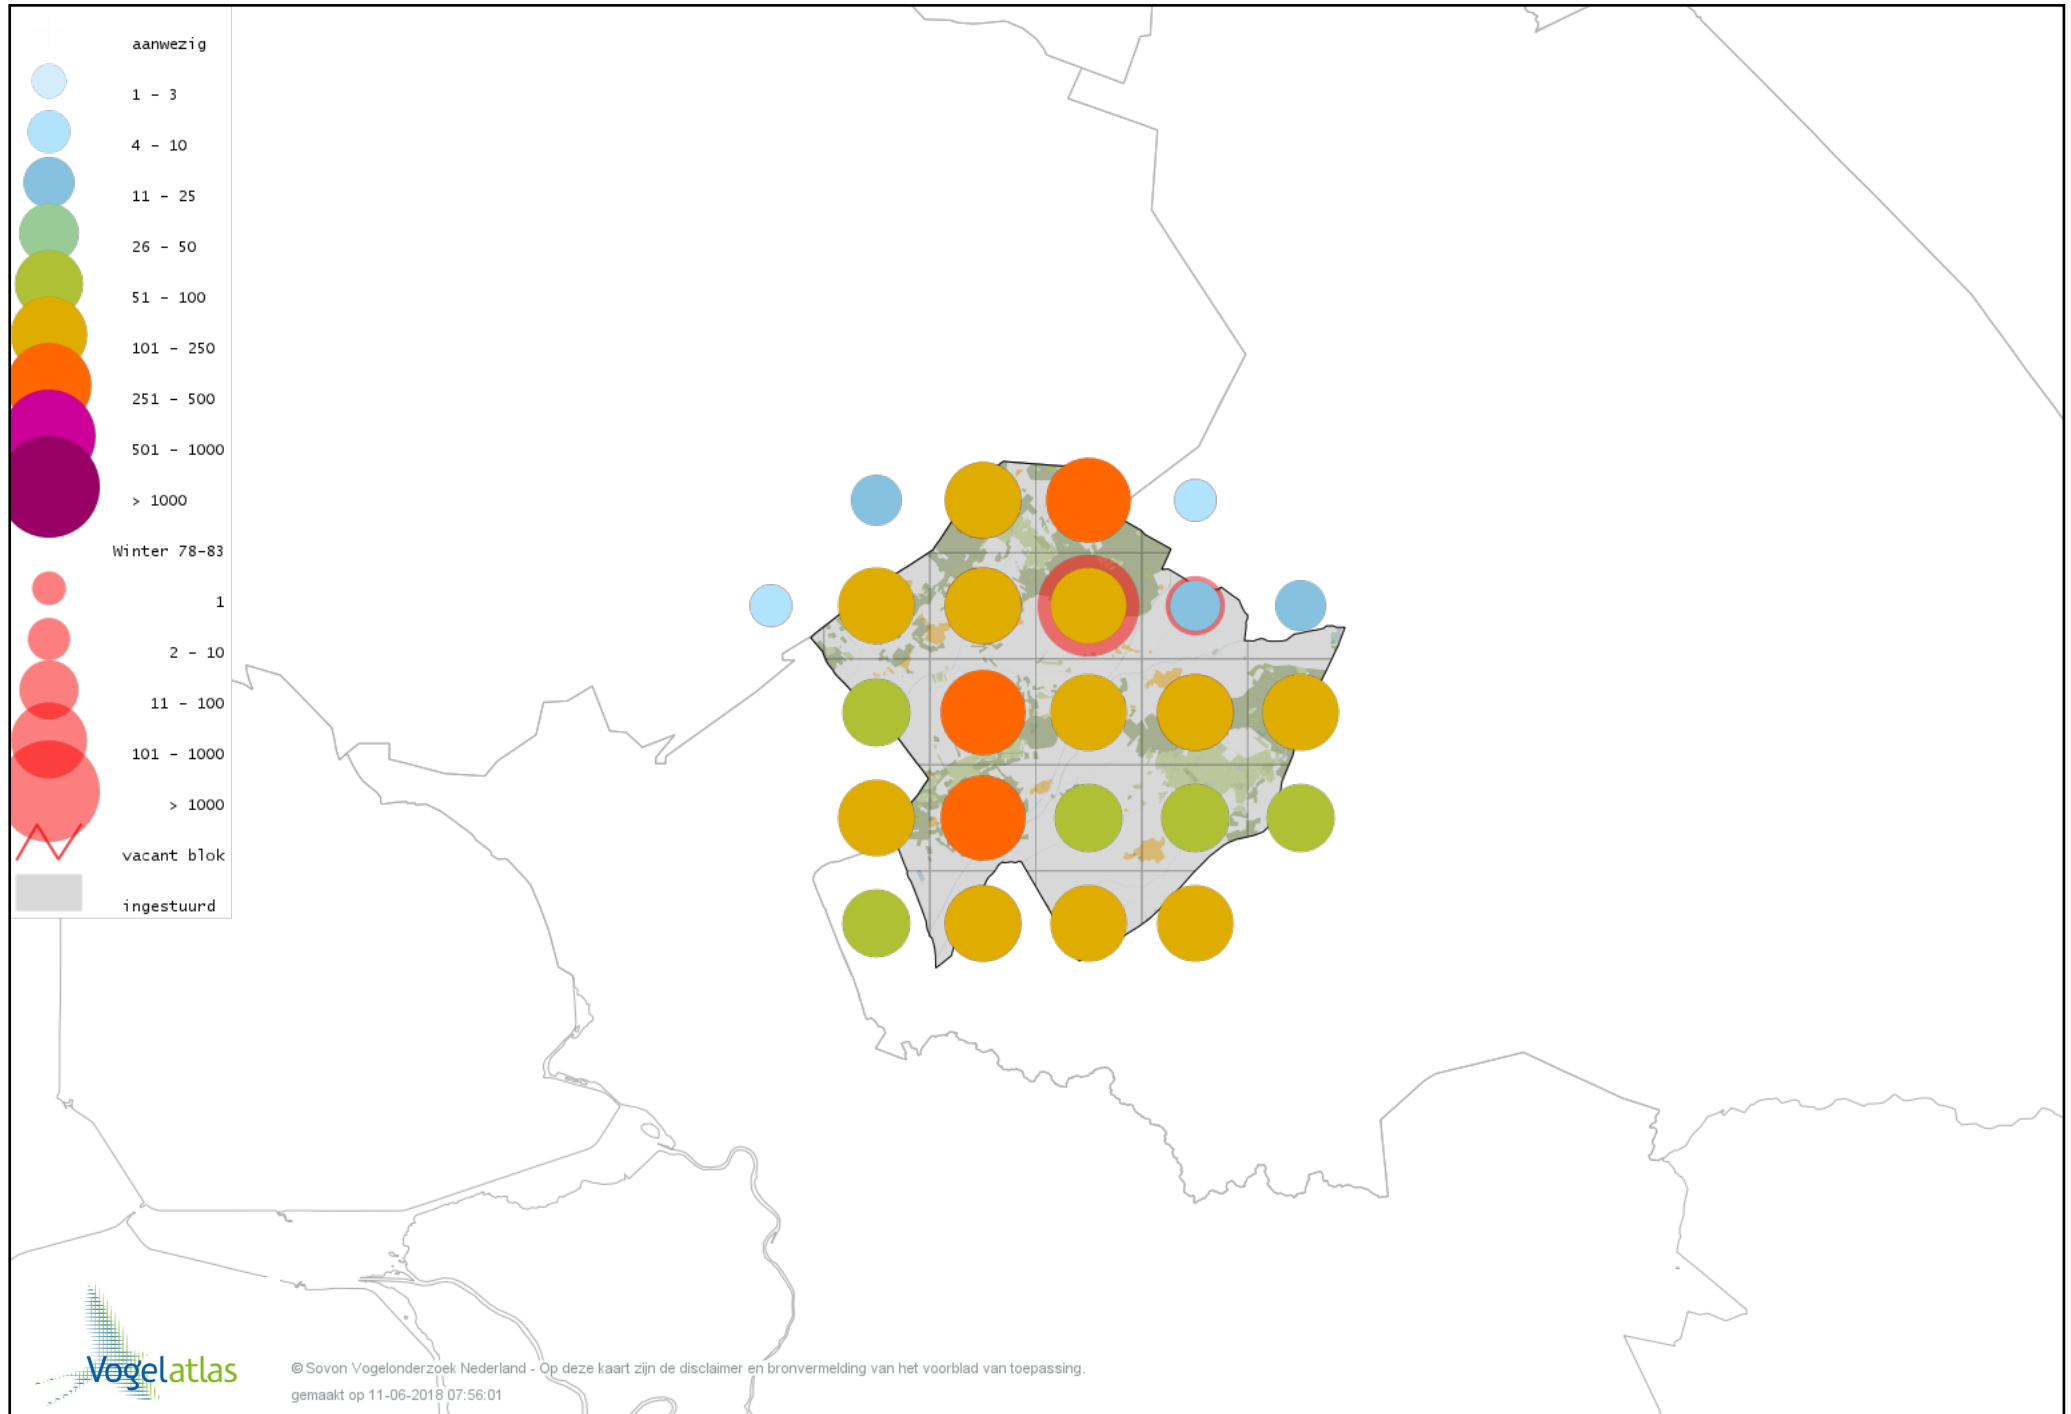 aanwezig
1 - 3
4 - 10
11 - 25
26 - 50
51 - 100
101 - 250
251 - 500
501 - 1000
> 1000
Winter 78-83
1
2 - 10
11 - 100
101 - 1000
> 1000
vacant blok
ingestuurd
Vogelatlas
© Sovon Vogelonderzoek Nederland - Op deze kaart zijn de disclaimer en bronvermelding van het voorblad van toepassing.
gemaakt op 11-06-2018 07:56:01